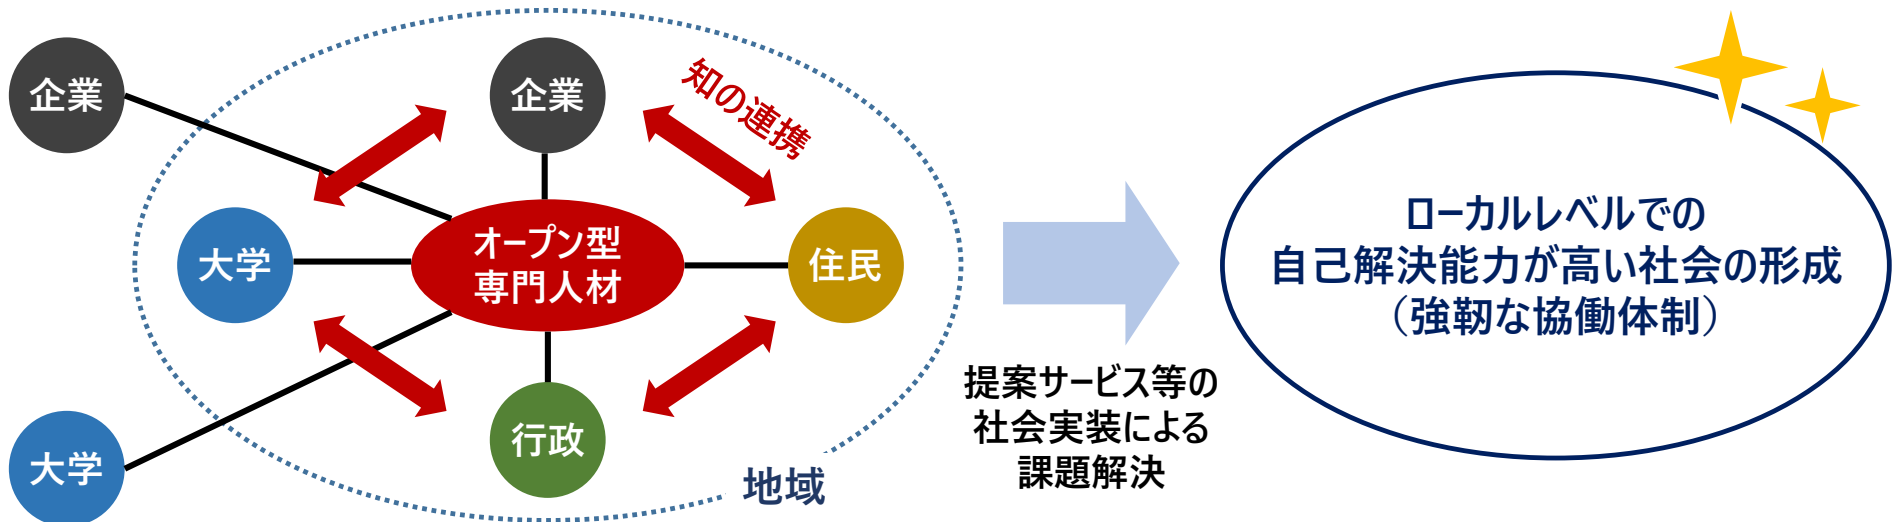 企業
企業
知の連携
大学
オープン型
専門人材
住民
行政
大学
地域
提案サービス等の
社会実装による
課題解決
ローカルレベルでの
自己解決能力が高い社会の形成
（強靭な協働体制）